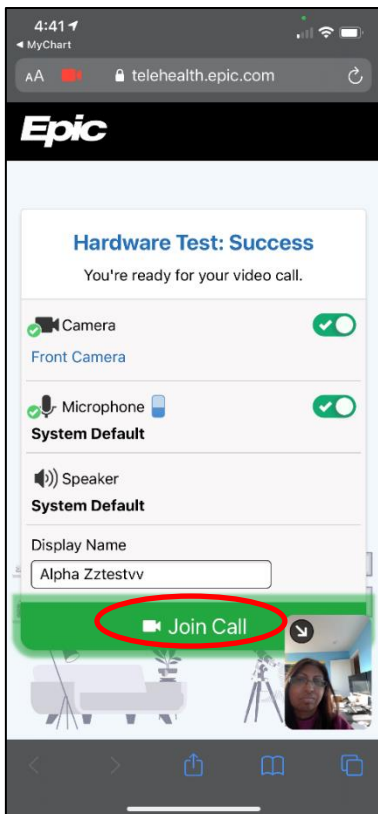 4:41
◀ MyChart
AA telehealth.epic.com
Epic
Hardware Test: Success
You're ready for your video call.
Camera
Front Camera
Microphone
System Default
Speaker
System Default
Display Name
Alpha Zztestvv
Join Call